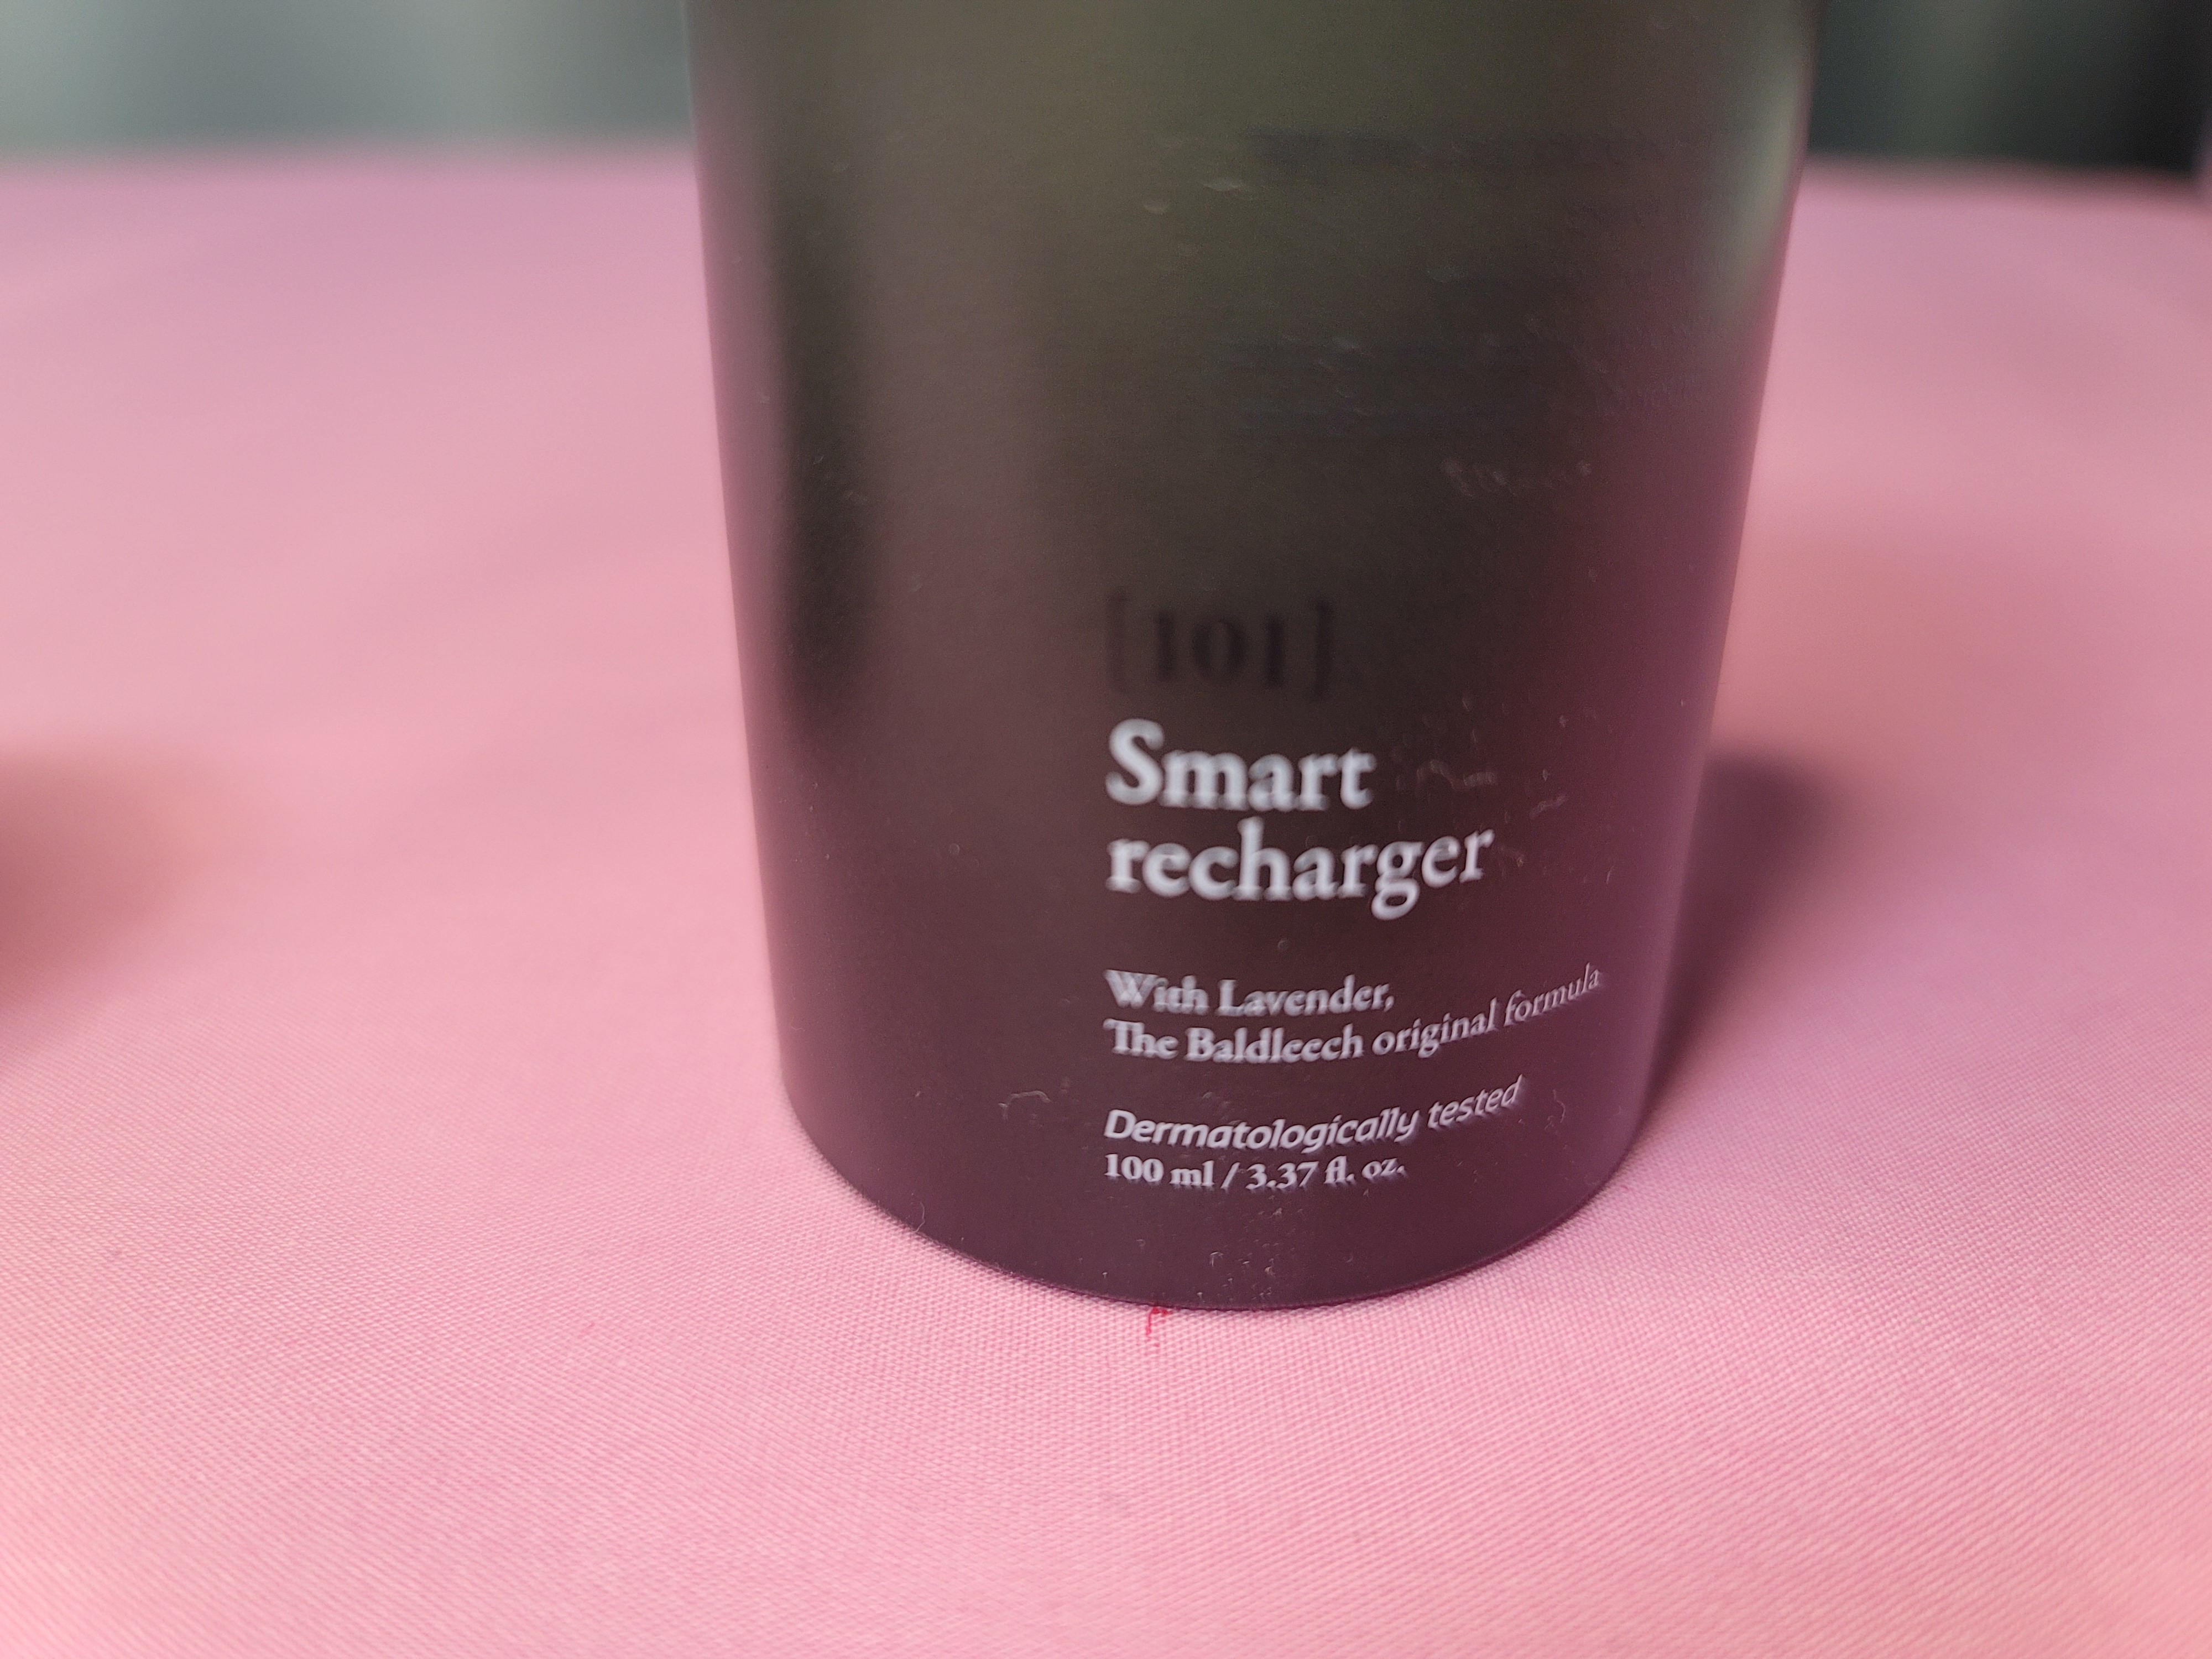 [101]
Smart
recharger
With Lavender,
The Baldleech original formula
Dermatologically tested
100 ml / 3.37 fl. oz.